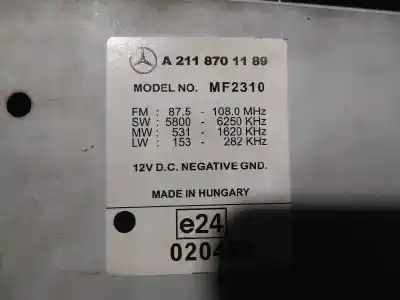 A 211 870 11 89
MODEL NO. MF2310
FM : 87.5 - 108.0 MHz
SW : 5800 - 6250 KHz
MW : 531 - 1620 KHz
LW : 153 - 282 KHz
12V D.C. NEGATIVE GND.
MADE IN HUNGARY
e24